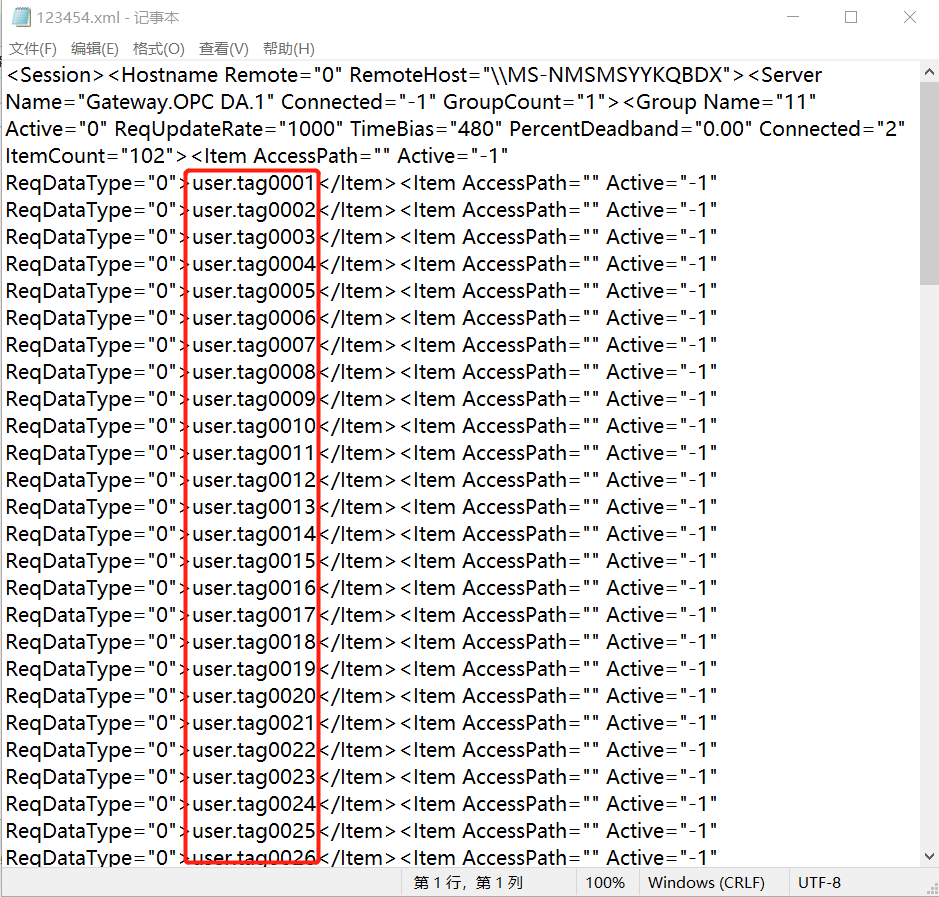 123454.xml - 记事本
文件(F) 编辑(E) 格式(O) 查看(V) 帮助(H)
<Session><Hostname Remote="0" RemoteHost="\\MS-NMSMSYYKQBDX"><Server
Name="Gateway.OPC DA.1" Connected="-1" GroupCount="1"><Group Name="11"
Active="0" ReqUpdateRate="1000" TimeBias="480" PercentDeadband="0.00" Connected="2"
ItemCount="102"><Item AccessPath="" Active="-1"
ReqDataType="0">user.tag0001</Item><Item AccessPath="" Active="-1"
ReqDataType="0">user.tag0002</Item><Item AccessPath="" Active="-1"
ReqDataType="0">user.tag0003</Item><Item AccessPath="" Active="-1"
ReqDataType="0">user.tag0004</Item><Item AccessPath="" Active="-1"
ReqDataType="0">user.tag0005</Item><Item AccessPath="" Active="-1"
ReqDataType="0">user.tag0006</Item><Item AccessPath="" Active="-1"
ReqDataType="0">user.tag0007</Item><Item AccessPath="" Active="-1"
ReqDataType="0">user.tag0008</Item><Item AccessPath="" Active="-1"
ReqDataType="0">user.tag0009</Item><Item AccessPath="" Active="-1"
ReqDataType="0">user.tag0010</Item><Item AccessPath="" Active="-1"
ReqDataType="0">user.tag0011</Item><Item AccessPath="" Active="-1"
ReqDataType="0">user.tag0012</Item><Item AccessPath="" Active="-1"
ReqDataType="0">user.tag0013</Item><Item AccessPath="" Active="-1"
ReqDataType="0">user.tag0014</Item><Item AccessPath="" Active="-1"
ReqDataType="0">user.tag0015</Item><Item AccessPath="" Active="-1"
ReqDataType="0">user.tag0016</Item><Item AccessPath="" Active="-1"
ReqDataType="0">user.tag0017</Item><Item AccessPath="" Active="-1"
ReqDataType="0">user.tag0018</Item><Item AccessPath="" Active="-1"
ReqDataType="0">user.tag0019</Item><Item AccessPath="" Active="-1"
ReqDataType="0">user.tag0020</Item><Item AccessPath="" Active="-1"
ReqDataType="0">user.tag0021</Item><Item AccessPath="" Active="-1"
ReqDataType="0">user.tag0022</Item><Item AccessPath="" Active="-1"
ReqDataType="0">user.tag0023</Item><Item AccessPath="" Active="-1"
ReqDataType="0">user.tag0024</Item><Item AccessPath="" Active="-1"
ReqDataType="0">user.tag0025</Item><Item AccessPath="" Active="-1"
ReqDataType="0">user.tag0026</Item><Item AccessPath="" Active="-1"
第 1 行，第 1 列 100% Windows (CRLF) UTF-8